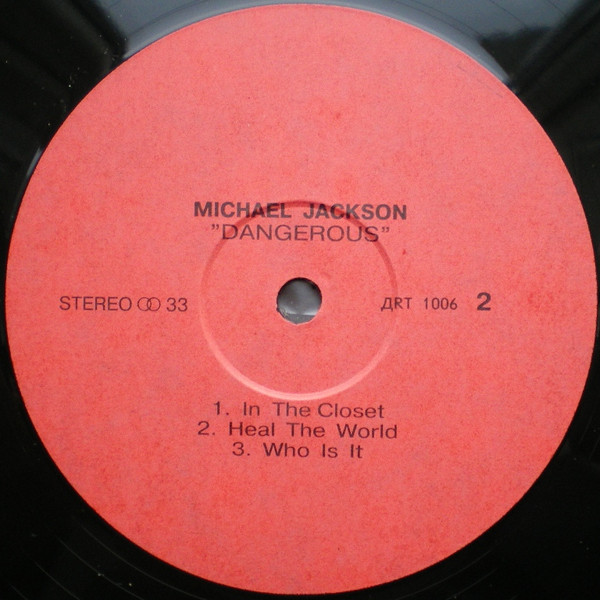 MICHAEL JACKSON
"DANGEROUS"
STEREO ꝏ 33
ДRT 1006 2
1. In The Closet
2. Heal The World
3. Who Is It